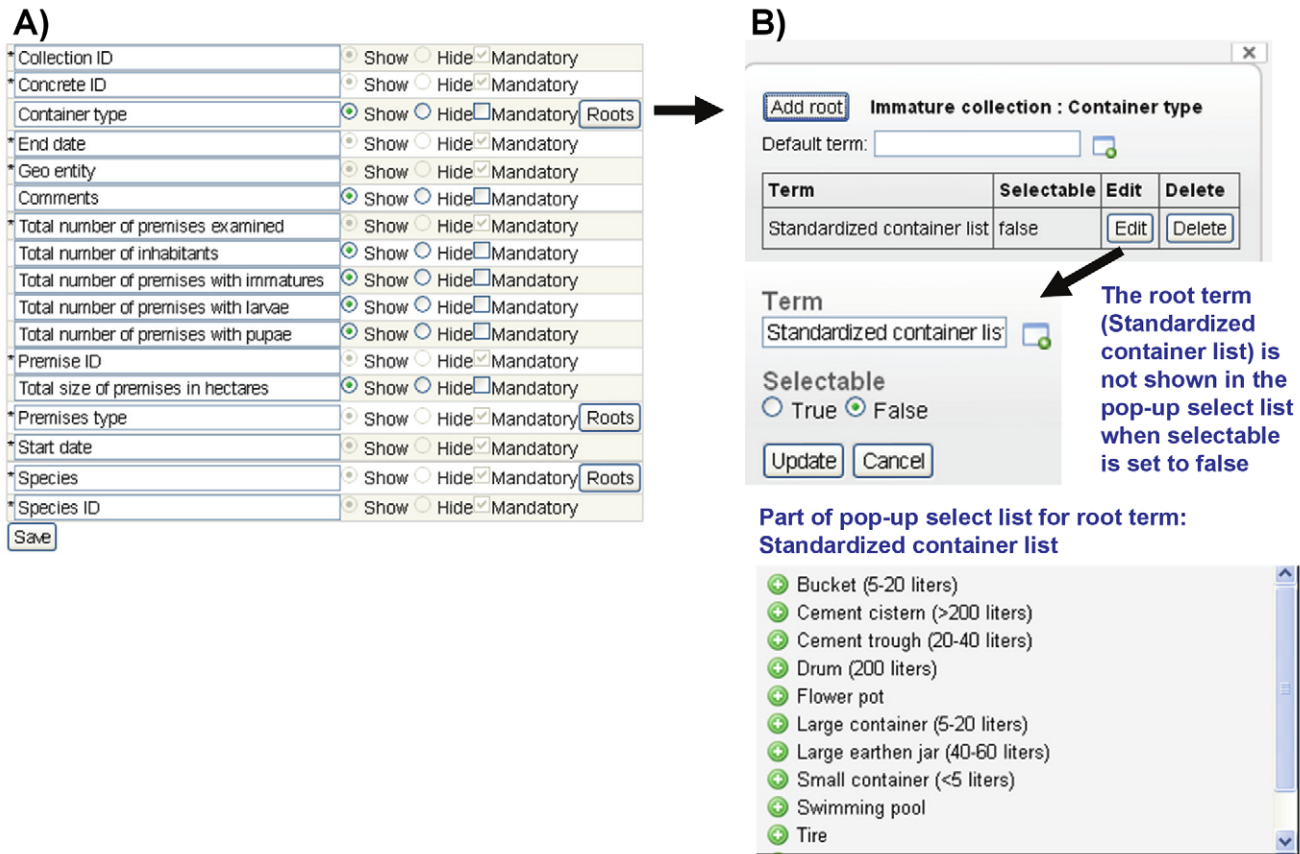 A)
* Collection ID Show Hide Mandatory
* Concrete ID Show Hide Mandatory
Container type Show Hide Mandatory Roots
* End date Show Hide Mandatory
* Geo entity Show Hide Mandatory
Comments Show Hide Mandatory
* Total number of premises examined Show Hide Mandatory
Total number of inhabitants Show Hide Mandatory
Total number of premises with immatures Show Hide Mandatory
Total number of premises with larvae Show Hide Mandatory
Total number of premises with pupae Show Hide Mandatory
* Premise ID Show Hide Mandatory
Total size of premises in hectares Show Hide Mandatory
* Premises type Show Hide Mandatory Roots
* Start date Show Hide Mandatory
* Species Show Hide Mandatory Roots
* Species ID Show Hide Mandatory
Save
B)
Add root Immature collection : Container type
Default term:
Term Selectable Edit Delete
Standardized container list false Edit Delete
Term
Standardized container lis
Selectable
True False
Update Cancel
The root term
(Standardized
container list) is
not shown in the
pop-up select list
when selectable
is set to false
Part of pop-up select list for root term:
Standardized container list
Bucket (5-20 liters)
Cement cistern (>200 liters)
Cement trough (20-40 liters)
Drum (200 liters)
Flower pot
Large container (5-20 liters)
Large earthen jar (40-60 liters)
Small container (<5 liters)
Swimming pool
Tire